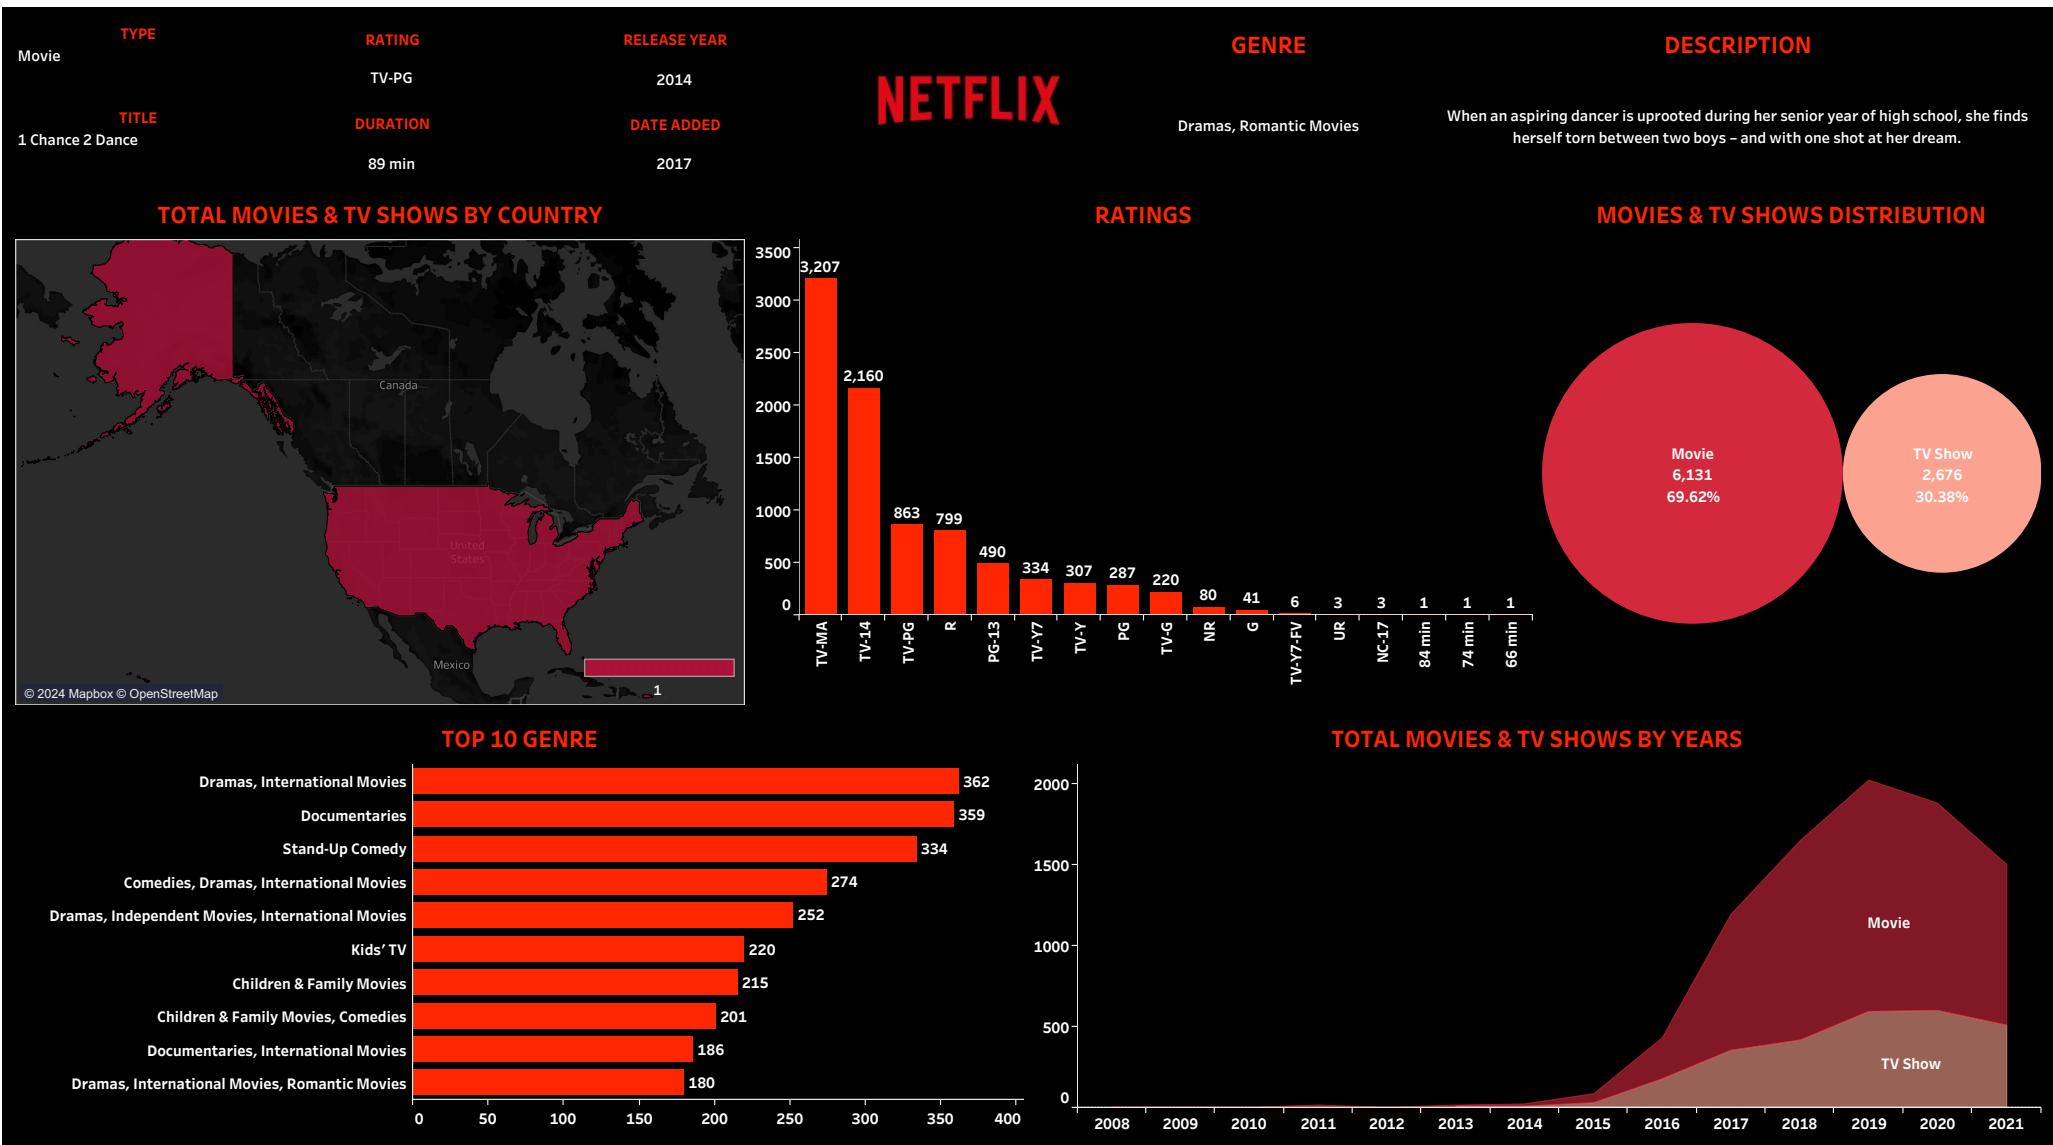 TYPE
Movie
RATING
TV-PG
RELEASE YEAR
2014
TITLE
1 Chance 2 Dance
DURATION
89 min
DATE ADDED
2017
NETFLIX
GENRE
Dramas, Romantic Movies
DESCRIPTION
When an aspiring dancer is uprooted during her senior year of high school, she finds
herself torn between two boys – and with one shot at her dream.
TOTAL MOVIES & TV SHOWS BY COUNTRY
Canada
United
States
Mexico
1
© 2024 Mapbox © OpenStreetMap
RATINGS
3500
3000
2500
2000
1500
1000
500
0
3,207
2,160
863
799
490
334
307
287
220
80
41
6
3
3
1
1
1
TV-MA
TV-14
TV-PG
R
PG-13
TV-Y7
TV-Y
PG
TV-G
NR
G
TV-Y7-FV
UR
NC-17
84 min
74 min
66 min
MOVIES & TV SHOWS DISTRIBUTION
Movie
6,131
69.62%
TV Show
2,676
30.38%
TOP 10 GENRE
Dramas, International Movies 362
Documentaries 359
Stand-Up Comedy 334
Comedies, Dramas, International Movies 274
Dramas, Independent Movies, International Movies 252
Kids’ TV 220
Children & Family Movies 215
Children & Family Movies, Comedies 201
Documentaries, International Movies 186
Dramas, International Movies, Romantic Movies 180
0 50 100 150 200 250 300 350 400
TOTAL MOVIES & TV SHOWS BY YEARS
2000
1500
1000
500
0
Movie
TV Show
2008 2009 2010 2011 2012 2013 2014 2015 2016 2017 2018 2019 2020 2021